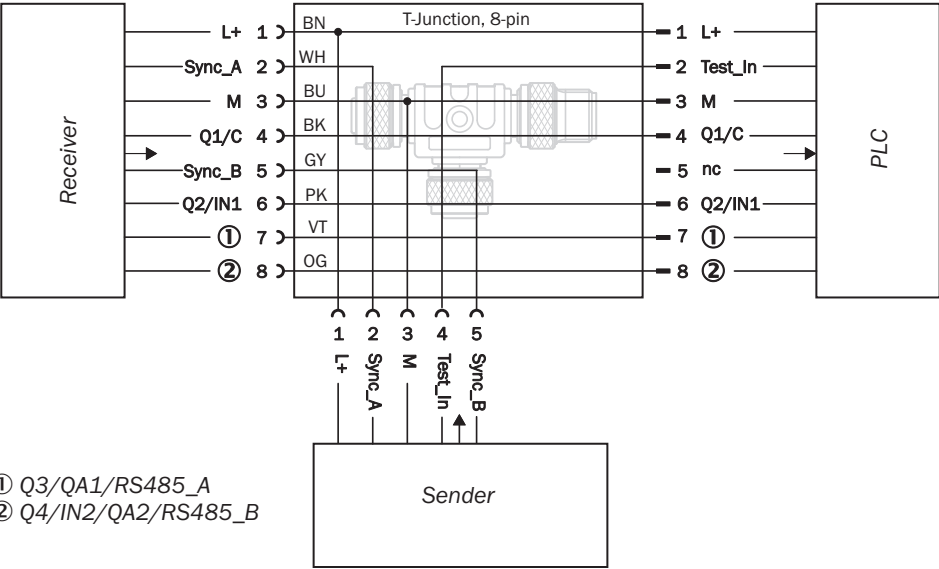 T-Junction, 8-pin
Receiver
L+ 1 BN 1 L+
Sync_A 2 WH 2 Test_In
M 3 BU 3 M
Q1/C 4 BK 4 Q1/C
Sync_B 5 GY 5 nc
Q2/IN1 6 PK 6 Q2/IN1
① 7 VT 7 ①
② 8 OG 8 ②
PLC
1 2 3 4 5
L+ Sync_A M Test_In Sync_B
Sender
① Q3/QA1/RS485_A
② Q4/IN2/QA2/RS485_B